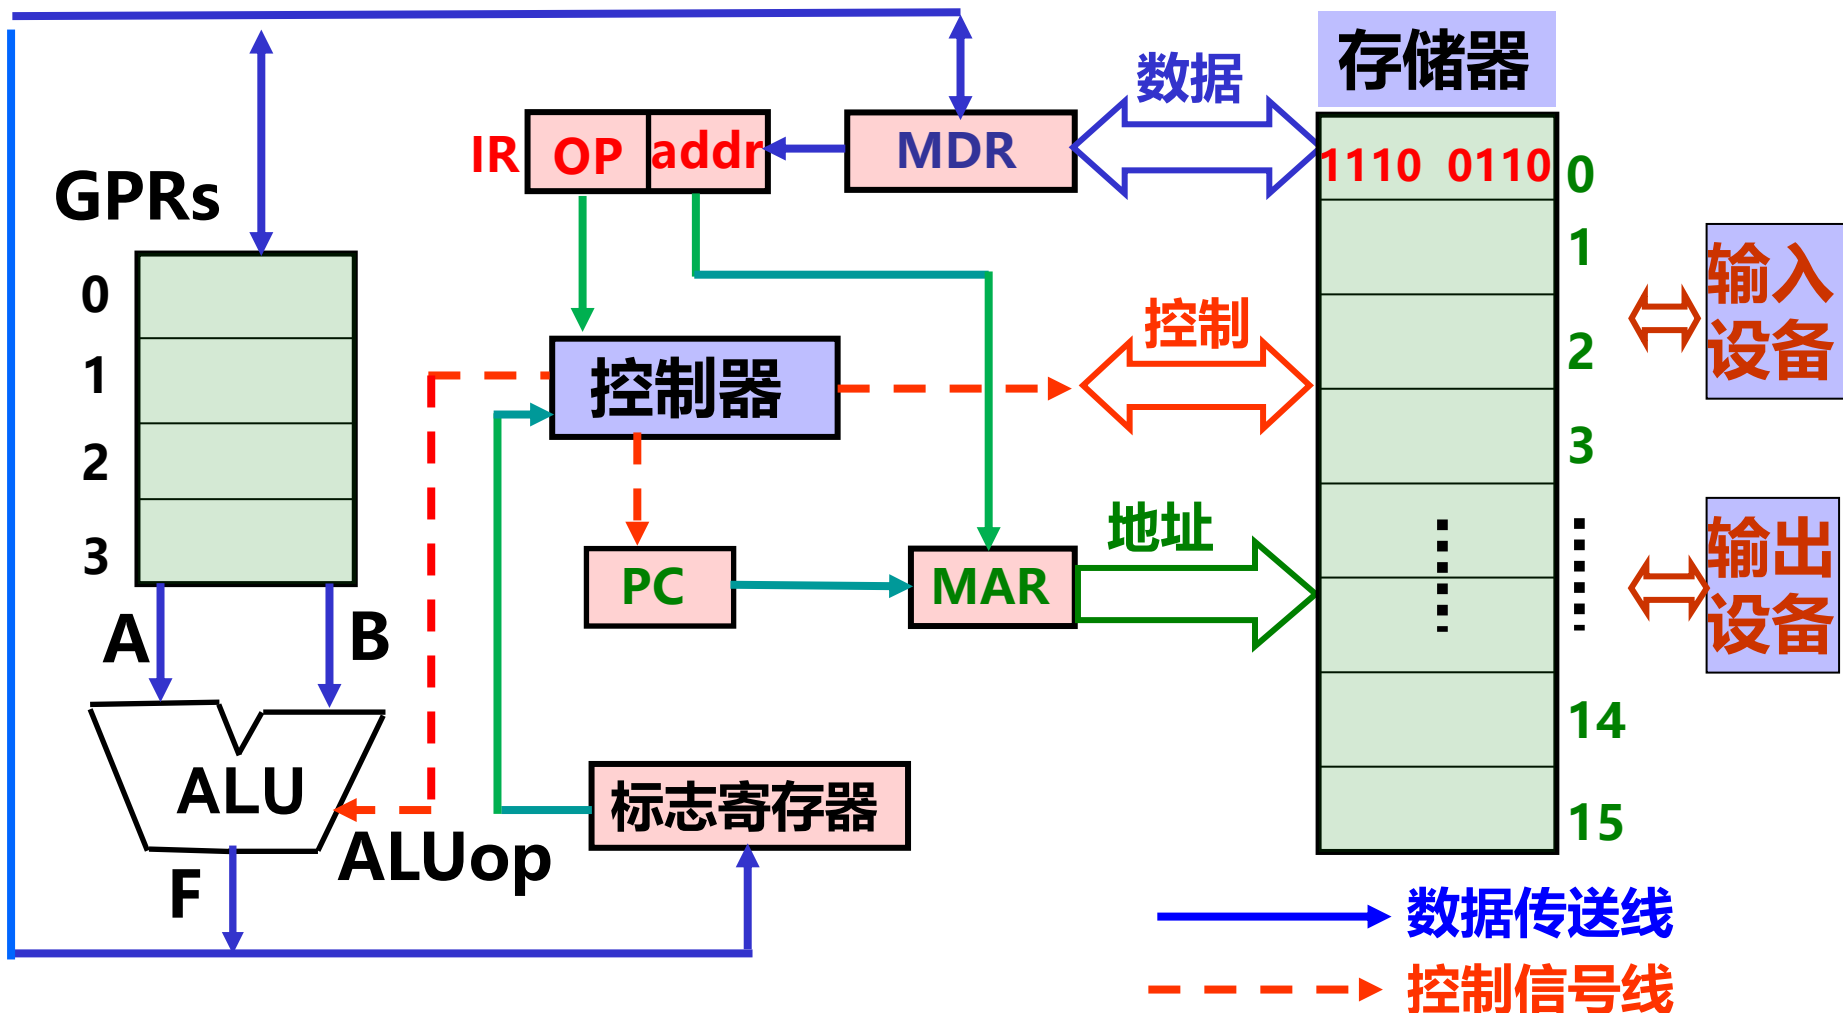 存储器
数据
IR
OP
addr
MDR
1110 0110
0
GPRs
1
输入
设备
0
控制
2
1
控制器
2
3
3
地址
输出
设备
PC
MAR
A
B
14
ALU
标志寄存器
15
ALUop
F
数据传送线
控制信号线